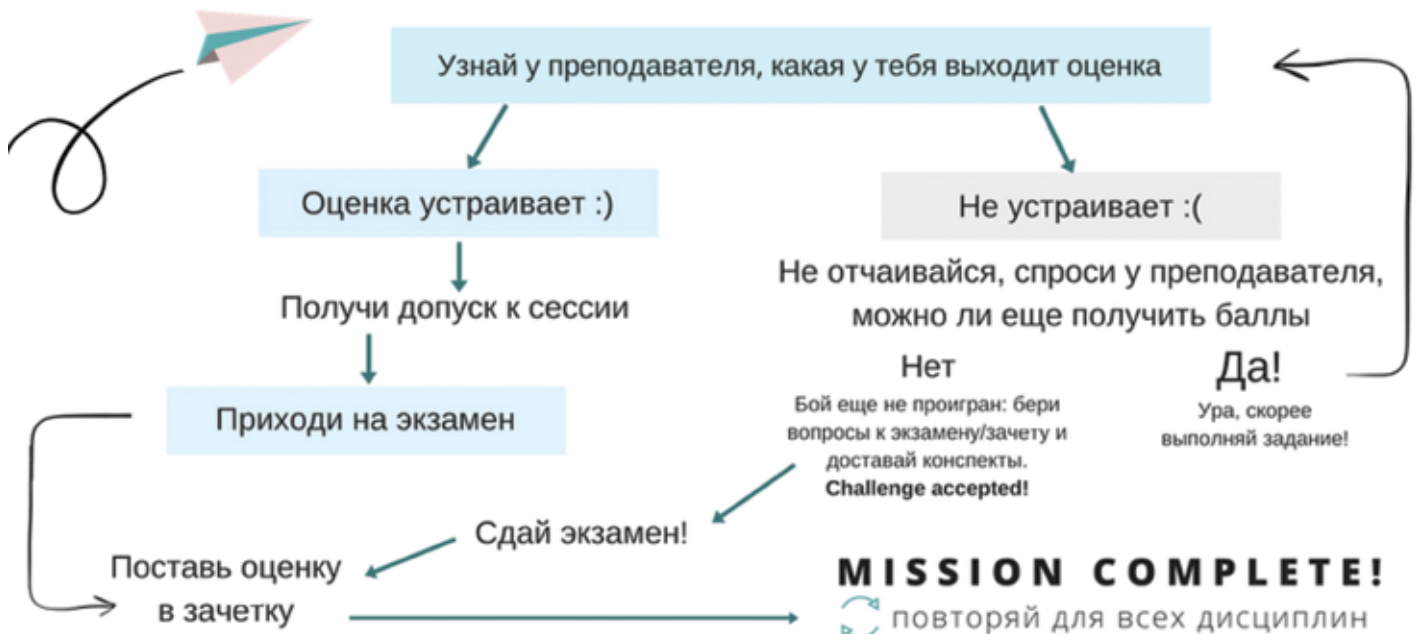 Узнай у преподавателя, какая у тебя выходит оценка
Оценка устраивает :)
Не устраивает :(
Получи допуск к сессии
Не отчаивайся, спроси у преподавателя,
можно ли еще получить баллы
Приходи на экзамен
Нет
Бой еще не проигран: бери
вопросы к экзамену/зачету и
доставай конспекты.
Challenge accepted!
Да!
Ура, скорее
выполняй задание!
Сдай экзамен!
Поставь оценку
в зачетку
MISSION COMPLETE!
повторяй для всех дисциплин